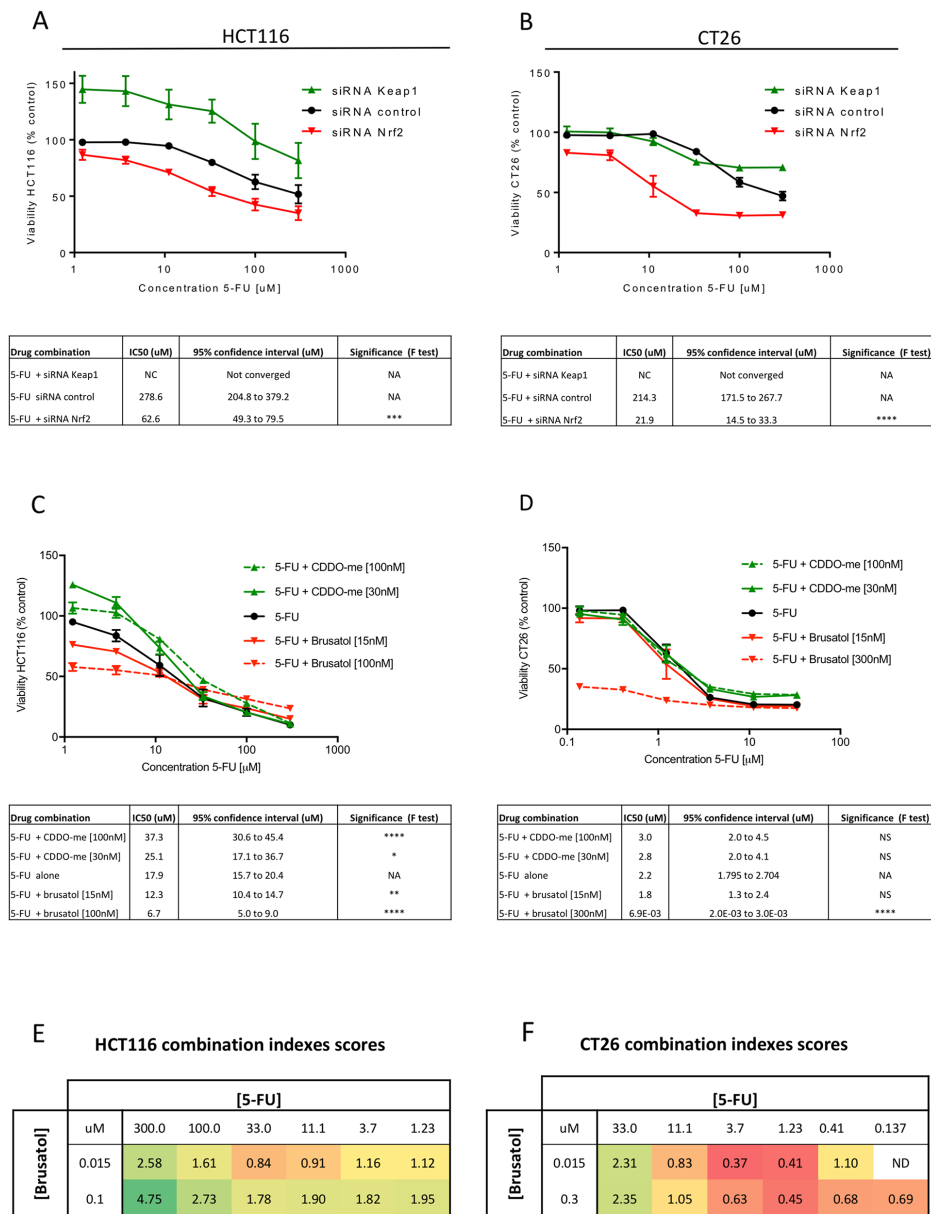 A
HCT116
siRNA Keap1
siRNA control
siRNA Nrf2
Viability HCT116 (% control)
150
100
50
0
1
10
100
1000
Concentration 5-FU [uM]
B
CT26
siRNA Keap1
siRNA control
siRNA Nrf2
Viability CT26 (% control)
150
100
50
0
1
10
100
1000
Concentration 5-FU [uM]
Drug combination IC50 (uM) 95% confidence interval (uM) Significance (F test)
5-FU + siRNA Keap1 NC Not converged NA
5-FU siRNA control 278.6 204.8 to 379.2 NA
5-FU + siRNA Nrf2 62.6 49.3 to 79.5 ***
Drug combination IC50 (uM) 95% confidence interval (uM) Significance (F test)
5-FU + siRNA Keap1 NC Not converged NA
5-FU + siRNA control 214.3 171.5 to 267.7 NA
5-FU + siRNA Nrf2 21.9 14.5 to 33.3 ****
C
5-FU + CDDO-me [100nM]
5-FU + CDDO-me [30nM]
5-FU
5-FU + Brusatol [15nM]
5-FU + Brusatol [100nM]
Viability HCT116 (% control)
150
100
50
0
1
10
100
1000
Concentration 5-FU [µM]
D
5-FU + CDDO-me [100nM]
5-FU + CDDO-me [30nM]
5-FU
5-FU + Brusatol [15nM]
5-FU + Brusatol [300nM]
Viability CT26 (% control)
150
100
50
0
0.1
1
10
100
Concentration 5-FU [µM]
Drug combination IC50 (uM) 95% confidence interval (uM) Significance (F test)
5-FU + CDDO-me [100nM] 37.3 30.6 to 45.4 ****
5-FU + CDDO-me [30nM] 25.1 17.1 to 36.7 *
5-FU alone 17.9 15.7 to 20.4 NA
5-FU + brusatol [15nM] 12.3 10.4 to 14.7 **
5-FU + brusatol [100nM] 6.7 5.0 to 9.0 ****
Drug combination IC50 (uM) 95% confidence interval (uM) Significance (F test)
5-FU + CDDO-me [100nM] 3.0 2.0 to 4.5 NS
5-FU + CDDO-me [30nM] 2.8 2.0 to 4.1 NS
5-FU alone 2.2 1.795 to 2.704 NA
5-FU + brusatol [15nM] 1.8 1.3 to 2.4 NS
5-FU + brusatol [300nM] 6.9E-03 2.0E-03 to 3.0E-03 ****
E
HCT116 combination indexes scores
[5-FU]
[Brusatol]
uM 300.0 100.0 33.0 11.1 3.7 1.23
0.015 2.58 1.61 0.84 0.91 1.16 1.12
0.1 4.75 2.73 1.78 1.90 1.82 1.95
F
CT26 combination indexes scores
[5-FU]
[Brusatol]
uM 33.0 11.1 3.7 1.23 0.41 0.137
0.015 2.31 0.83 0.37 0.41 1.10 ND
0.3 2.35 1.05 0.63 0.45 0.68 0.69